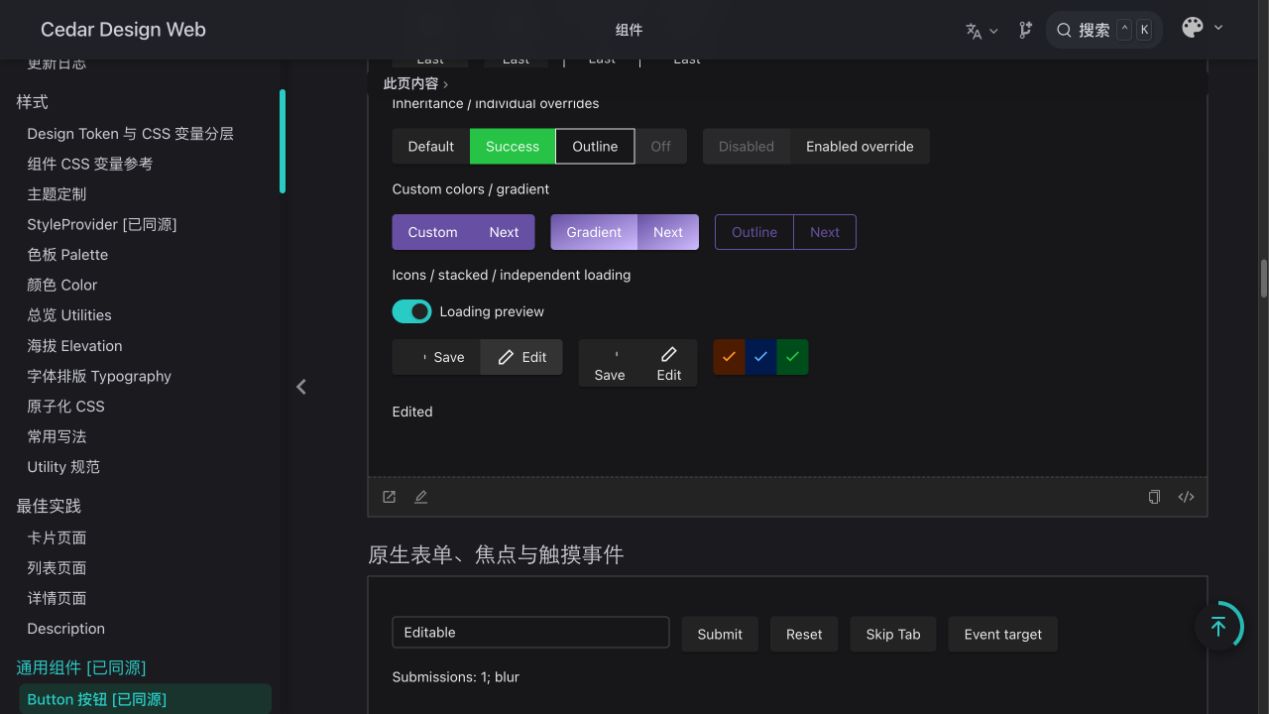 Cedar Design Web
组件
搜索 ^ K
更新日志
样式
Design Token 与 CSS 变量分层
组件 CSS 变量参考
主题定制
StyleProvider [已同源]
色板 Palette
颜色 Color
总览 Utilities
海拔 Elevation
字体排版 Typography
原子化 CSS
常用写法
Utility 规范
最佳实践
卡片页面
列表页面
详情页面
Description
通用组件 [已同源]
Button 按钮 [已同源]
Last Last Last Last
此页内容 ›
Inheritance / individual overrides
Default Success Outline Off Disabled Enabled override
Custom colors / gradient
Custom Next Gradient Next Outline Next
Icons / stacked / independent loading
Loading preview
Save Edit Save Edit
Edited
原生表单、焦点与触摸事件
Editable Submit Reset Skip Tab Event target
Submissions: 1; blur